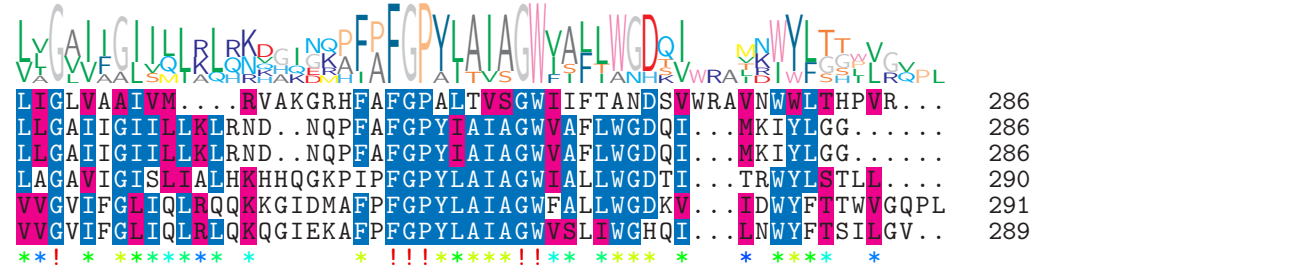 LIGLVAAIVM....RVAKGRHFAFGPALTVSGWIIFTANDSVWRAVNWWLTHPVR... 286
LLGAIIGIILLKLRND..NQPFAFGPYIAIAGWVAFLWGDQI...MKIYLGG...... 286
LLGAIIGIILLKLRND..NQPFAFGPYIAIAGWVAFLWGDQI...MKIYLGG...... 286
LAGAVIGISLIALHKHHQGKPIPFGPYLAIAGWIALLWGDTI...TRWYLSTLL.... 290
VVGVIFGLIQLRQQKKGIDMAFPFGPYLAIAGWFALLWGDKV...IDWYFTTWVGQPL 291
VVGVIFGLIQLRLQKQGIEKAFPFGPYLAIAGWVSLIWGHQI...LNWYFTSILGV.. 289
**! * ******* * * !!!*****!!** **** * * **** *